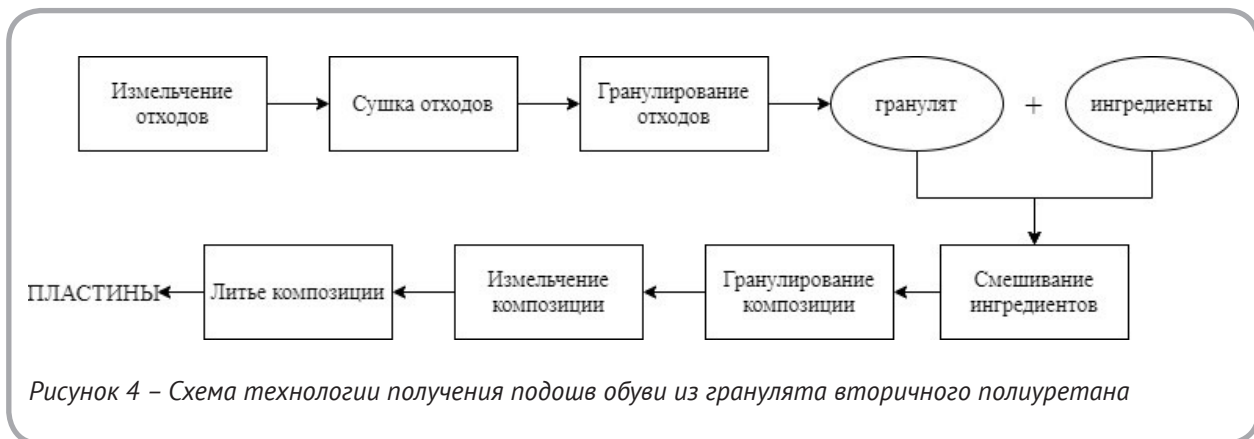 Измельчение
отходов
Сушка отходов
Гранулирование
отходов
гранулят
+
ингредиенты
ПЛАСТИНЫ
Литье композиции
Измельчение
композиции
Гранулирование
композиции
Смешивание
ингредиентов
Рисунок 4 – Схема технологии получения подошв обуви из гранулята вторичного полиуретана